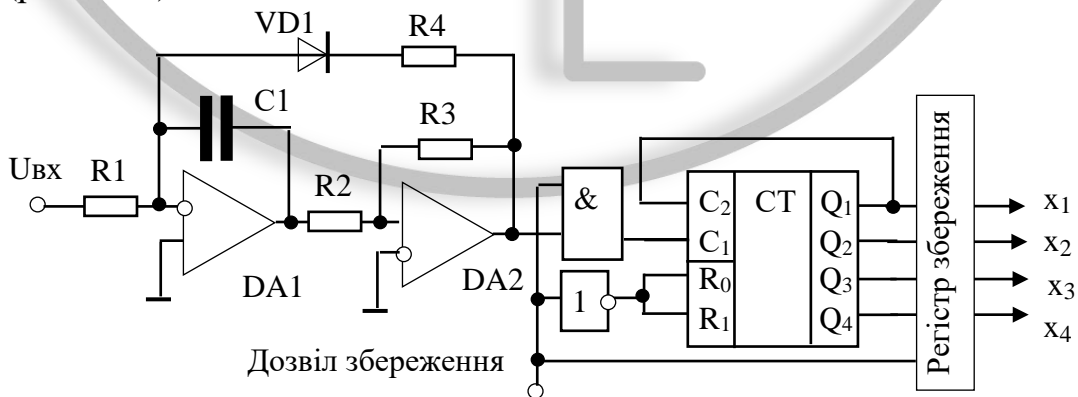 VD1
R4
C1
R3
Uвх
R1
R2
DA1
DA2
&
1
C2
C1
R0
R1
CT
Q1
Q2
Q3
Q4
Регістр збереження
x1
x2
x3
x4
Дозвіл збереження